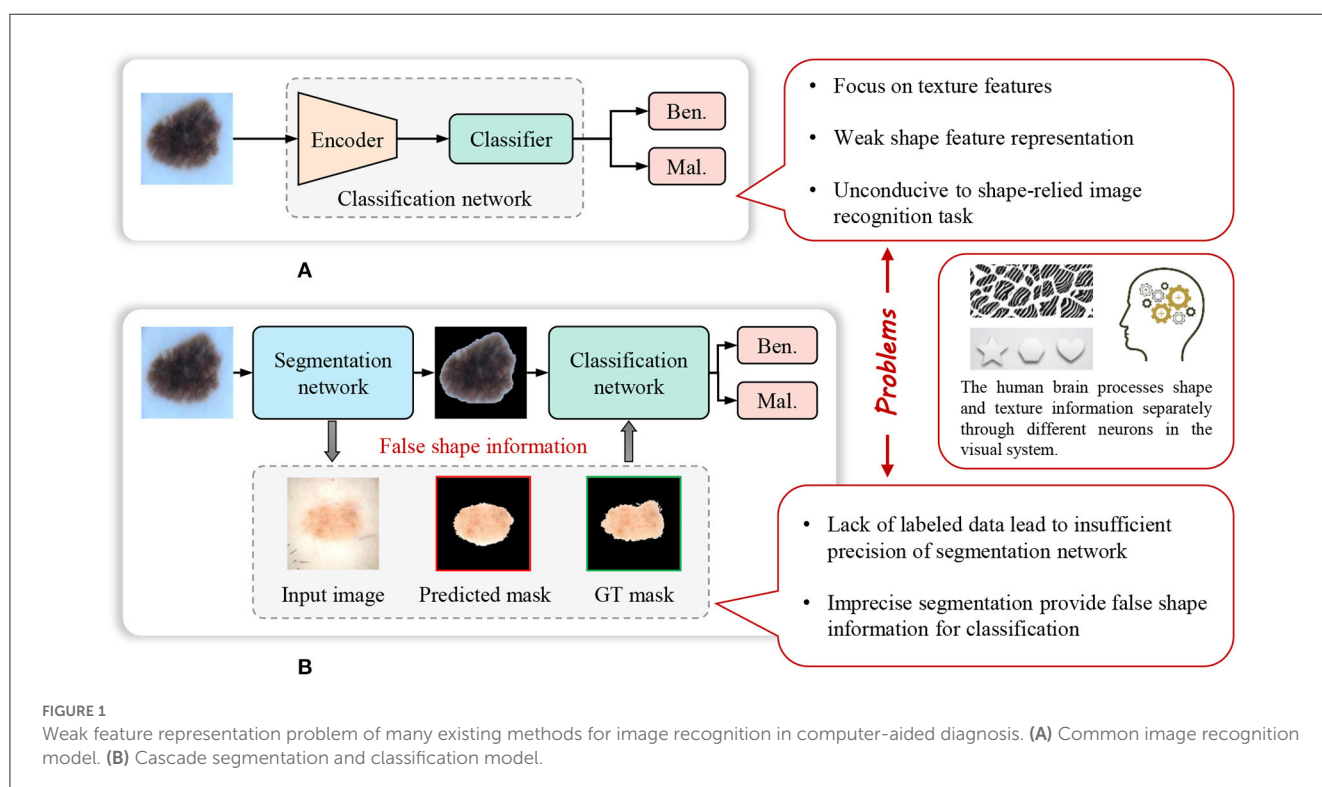 Encoder
Classifier
Ben.
Mal.
Classification network
A
• Focus on texture features
• Weak shape feature representation
• Unconducive to shape-relied image
recognition task
Problems
The human brain processes shape
and texture information separately
through different neurons in the
visual system.
Segmentation
network
Classification
network
Ben.
Mal.
False shape information
Input image
Predicted mask
GT mask
B
• Lack of labeled data lead to insufficient
precision of segmentation network
• Imprecise segmentation provide false shape
information for classification
FIGURE 1
Weak feature representation problem of many existing methods for image recognition in computer-aided diagnosis. (A) Common image recognition
model. (B) Cascade segmentation and classification model.